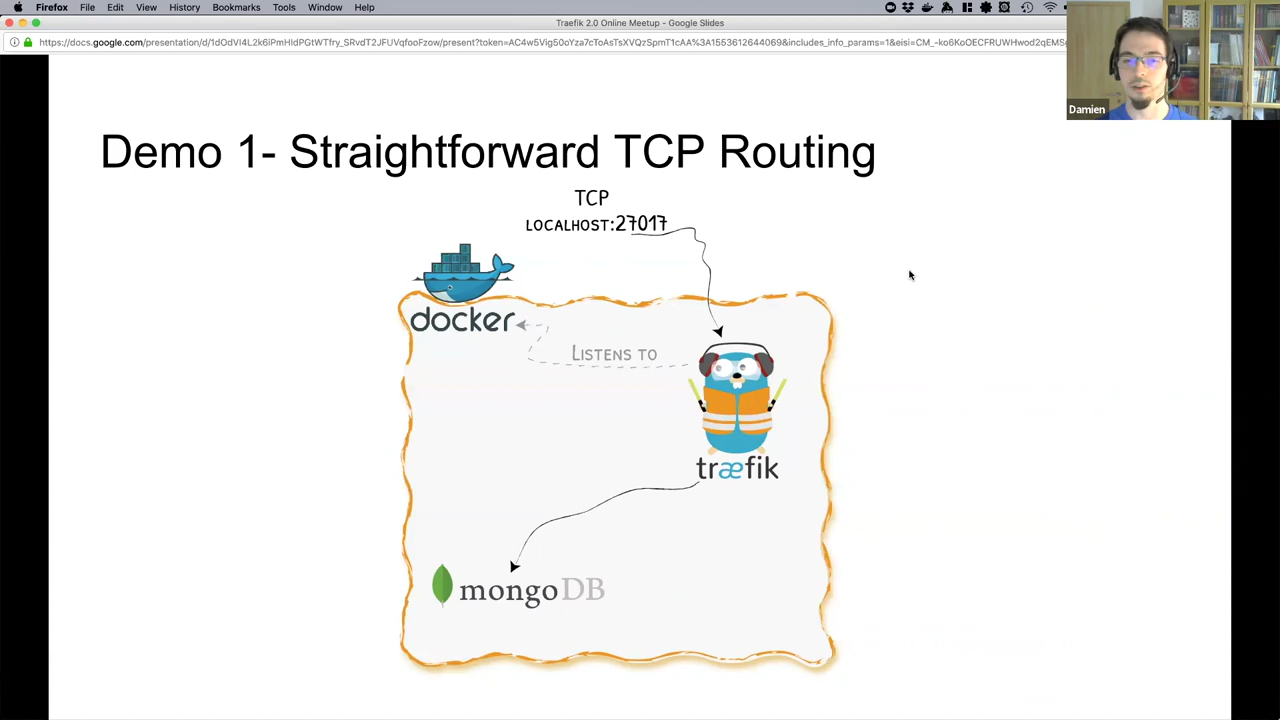 Firefox File Edit View History Bookmarks Tools Window Help
Traefik 2.0 Online Meetup - Google Slides
Damien
Demo 1- Straightforward TCP Routing
TCP
LOCALHOST:27017
docker
LISTENS TO
træfik
mongoDB